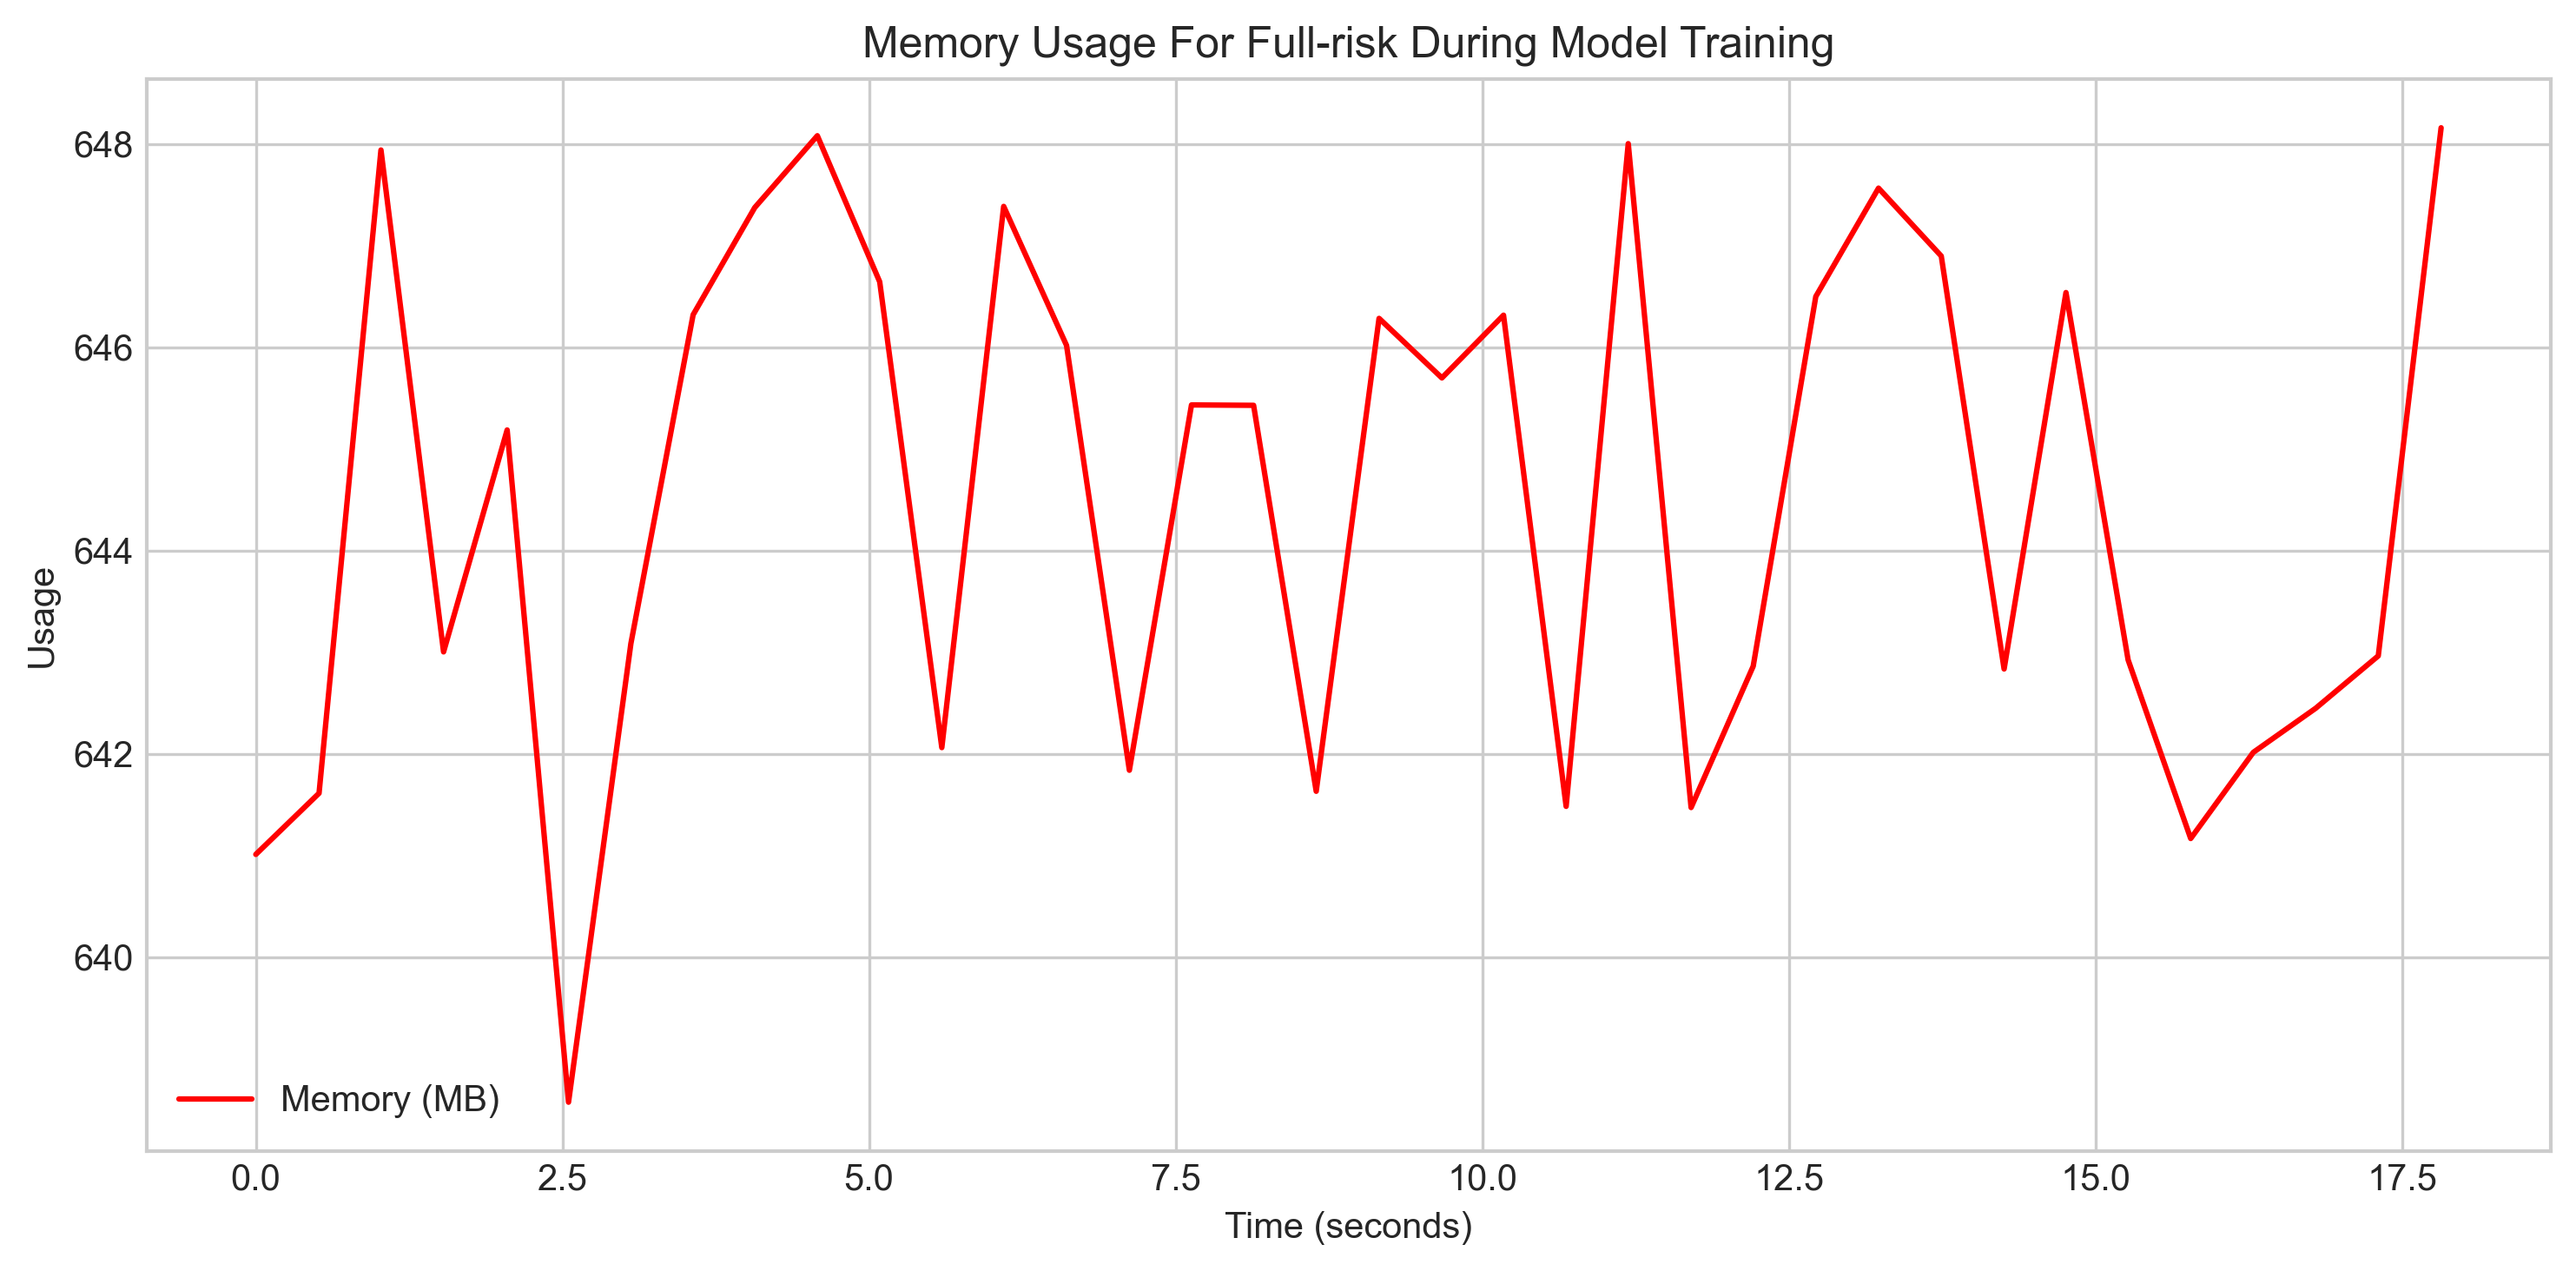 Memory Usage For Full-risk During Model Training
648
646
644
642
640
Usage
Memory (MB)
0.0 2.5 5.0 7.5 10.0 12.5 15.0 17.5
Time (seconds)